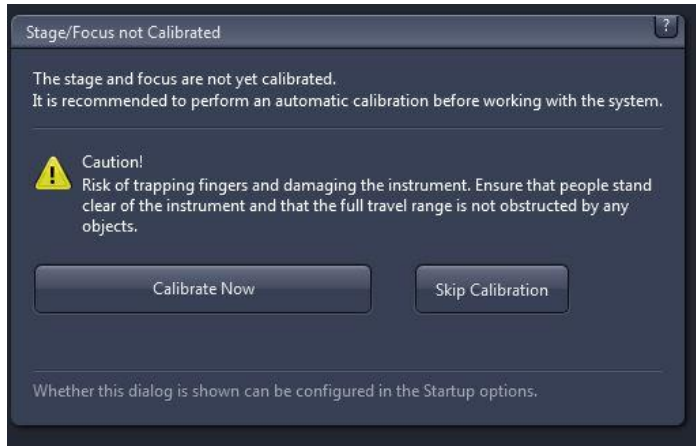 Stage/Focus not Calibrated
?
The stage and focus are not yet calibrated.
It is recommended to perform an automatic calibration before working with the system.
Caution!
Risk of trapping fingers and damaging the instrument. Ensure that people stand
clear of the instrument and that the full travel range is not obstructed by any
objects.
Calibrate Now
Skip Calibration
Whether this dialog is shown can be configured in the Startup options.